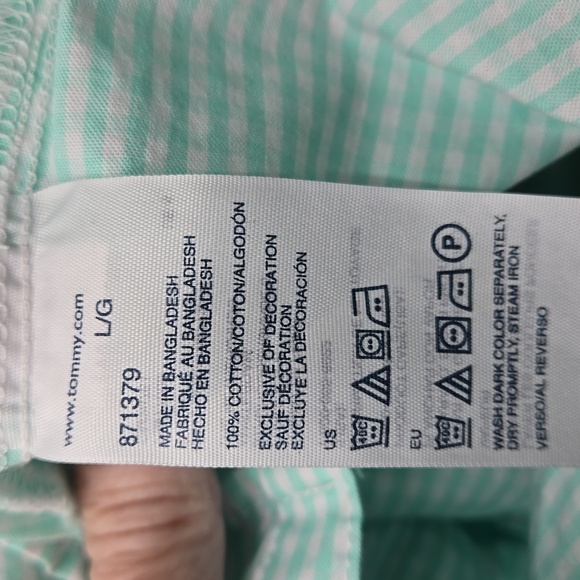 www.tommy.com
L/G
871379
MADE IN BANGLADESH
FABRIQUÉ AU BANGLADESH
HECHO EN BANGLADESH
100% COTTON/COTON/ALGODÓN
EXCLUSIVE OF DECORATION
SAUF DÉCORATION
EXCLUYE LA DECORACIÓN
US
40C
EU
40C P
WASH DARK COLOR SEPARATELY,
DRY PROMPTLY, STEAM IRON
VERSO/AL REVERSO